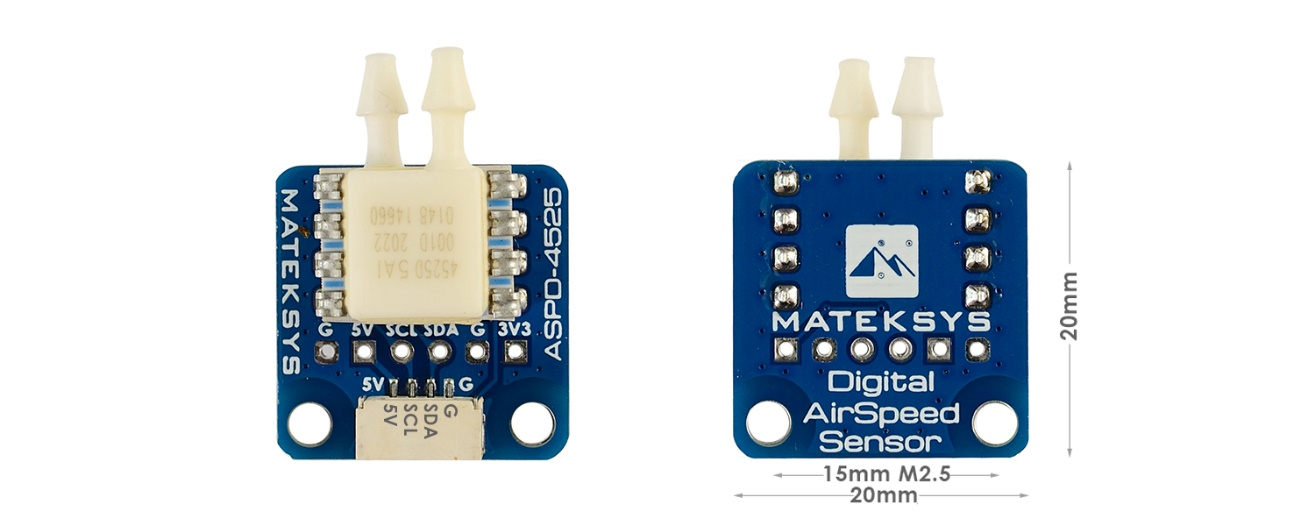 MATEKSYS
4525D 5A1
001D 2022
0148 14660
ASPD-4525
G 5V SCL SDA G 3V3
5V G
5V
SCL
SDA
G
MATEKSYS
Digital
AirSpeed
Sensor
20mm
15mm M2.5
20mm